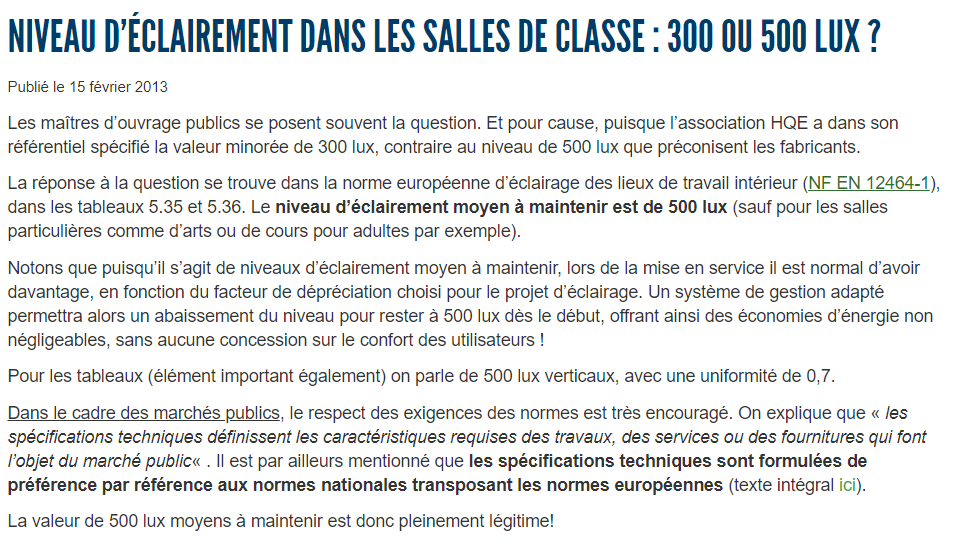 NIVEAU D'ÉCLAIREMENT DANS LES SALLES DE CLASSE : 300 OU 500 LUX ?
Publié le 15 février 2013
Les maîtres d'ouvrage publics se posent souvent la question. Et pour cause, puisque l'association HQE a dans son
référentiel spécifié la valeur minorée de 300 lux, contraire au niveau de 500 lux que préconisent les fabricants.
La réponse à la question se trouve dans la norme européenne d'éclairage des lieux de travail intérieur (NF EN 12464-1),
dans les tableaux 5.35 et 5.36. Le niveau d'éclairement moyen à maintenir est de 500 lux (sauf pour les salles
particulières comme d'arts ou de cours pour adultes par exemple).
Notons que puisqu'il s'agit de niveaux d'éclairement moyen à maintenir, lors de la mise en service il est normal d'avoir
davantage, en fonction du facteur de dépréciation choisi pour le projet d'éclairage. Un système de gestion adapté
permettra alors un abaissement du niveau pour rester à 500 lux dès le début, offrant ainsi des économies d'énergie non
négligeables, sans aucune concession sur le confort des utilisateurs !
Pour les tableaux (élément important également) on parle de 500 lux verticaux, avec une uniformité de 0,7.
Dans le cadre des marchés publics, le respect des exigences des normes est très encouragé. On explique que « les
spécifications techniques définissent les caractéristiques requises des travaux, des services ou des fournitures qui font
l'objet du marché public« . Il est par ailleurs mentionné que les spécifications techniques sont formulées de
préférence par référence aux normes nationales transposant les normes européennes (texte intégral ici).
La valeur de 500 lux moyens à maintenir est donc pleinement légitime!